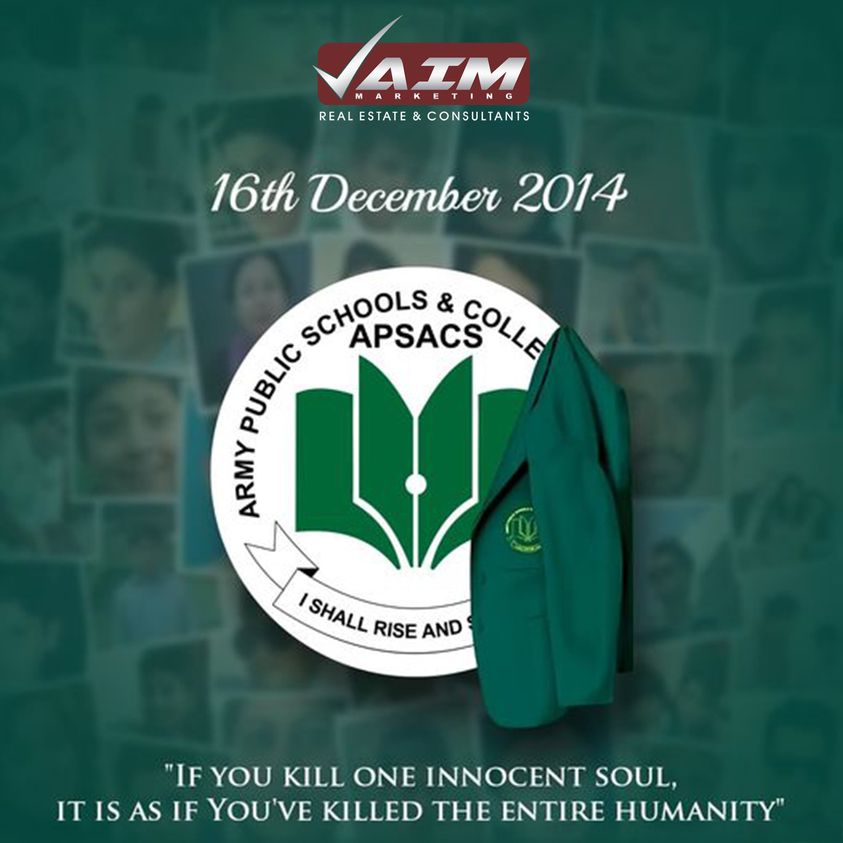 AIM
MARKETING
REAL ESTATE & CONSULTANTS
16th December 2014
ARMY PUBLIC SCHOOLS & COLLE
APSACS
I SHALL RISE AND S
"IF YOU KILL ONE INNOCENT SOUL,
IT IS AS IF YOU'VE KILLED THE ENTIRE HUMANITY"